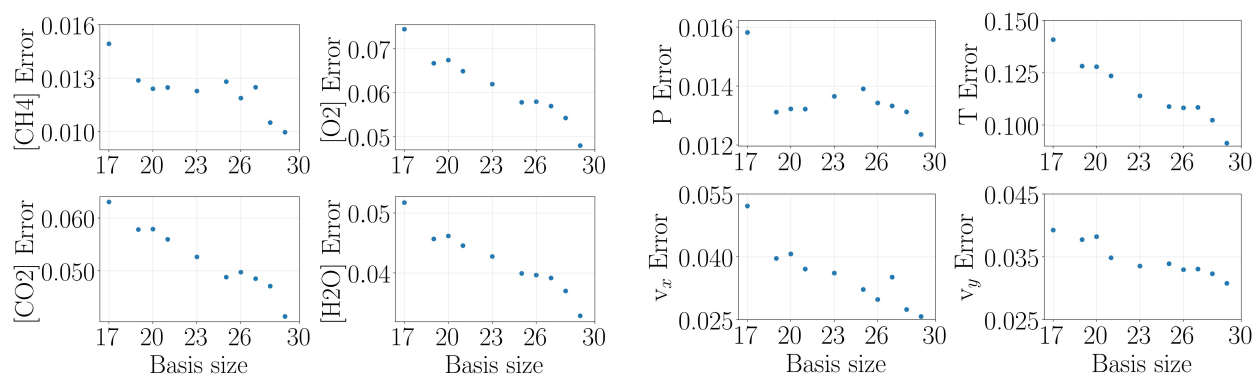 [CH4] Error
0.016
0.013
0.010
17 20 23 26 30
[O2] Error
0.07
0.06
0.05
17 20 23 26 30
P Error
0.016
0.014
0.012
17 20 23 26 30
T Error
0.150
0.125
0.100
17 20 23 26 30
[CO2] Error
0.060
0.050
17 20 23 26 30
Basis size
[H2O] Error
0.05
0.04
17 20 23 26 30
Basis size
vₓ Error
0.055
0.040
0.025
17 20 23 26 30
Basis size
v_y Error
0.045
0.035
0.025
17 20 23 26 30
Basis size